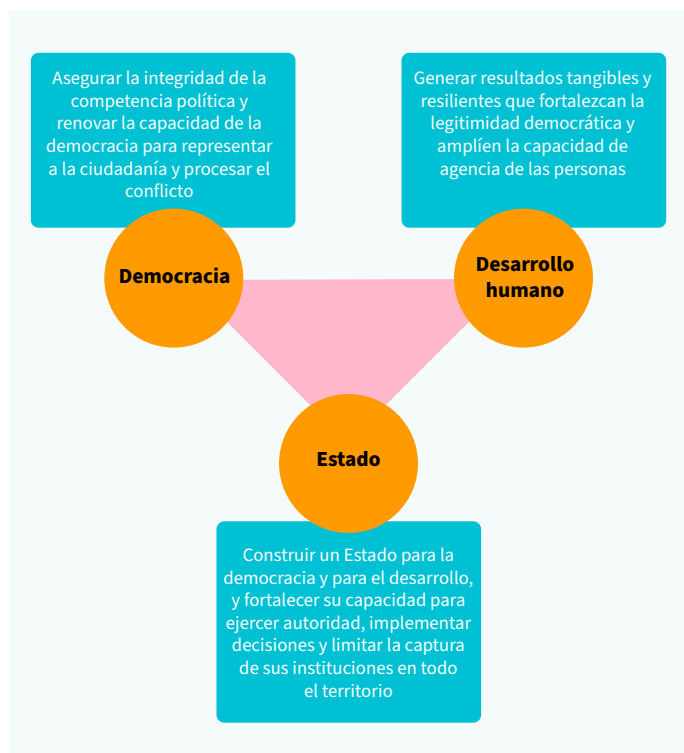 Asegurar la integridad de la
competencia política y
renovar la capacidad de la
democracia para representar
a la ciudadanía y procesar el
conflicto
Generar resultados tangibles y
resilientes que fortalezcan la
legitimidad democrática y
amplíen la capacidad de
agencia de las personas
Democracia
Desarrollo
humano
Estado
Construir un Estado para la
democracia y para el desarrollo,
y fortalecer su capacidad para
ejercer autoridad, implementar
decisiones y limitar la captura
de sus instituciones en todo
el territorio